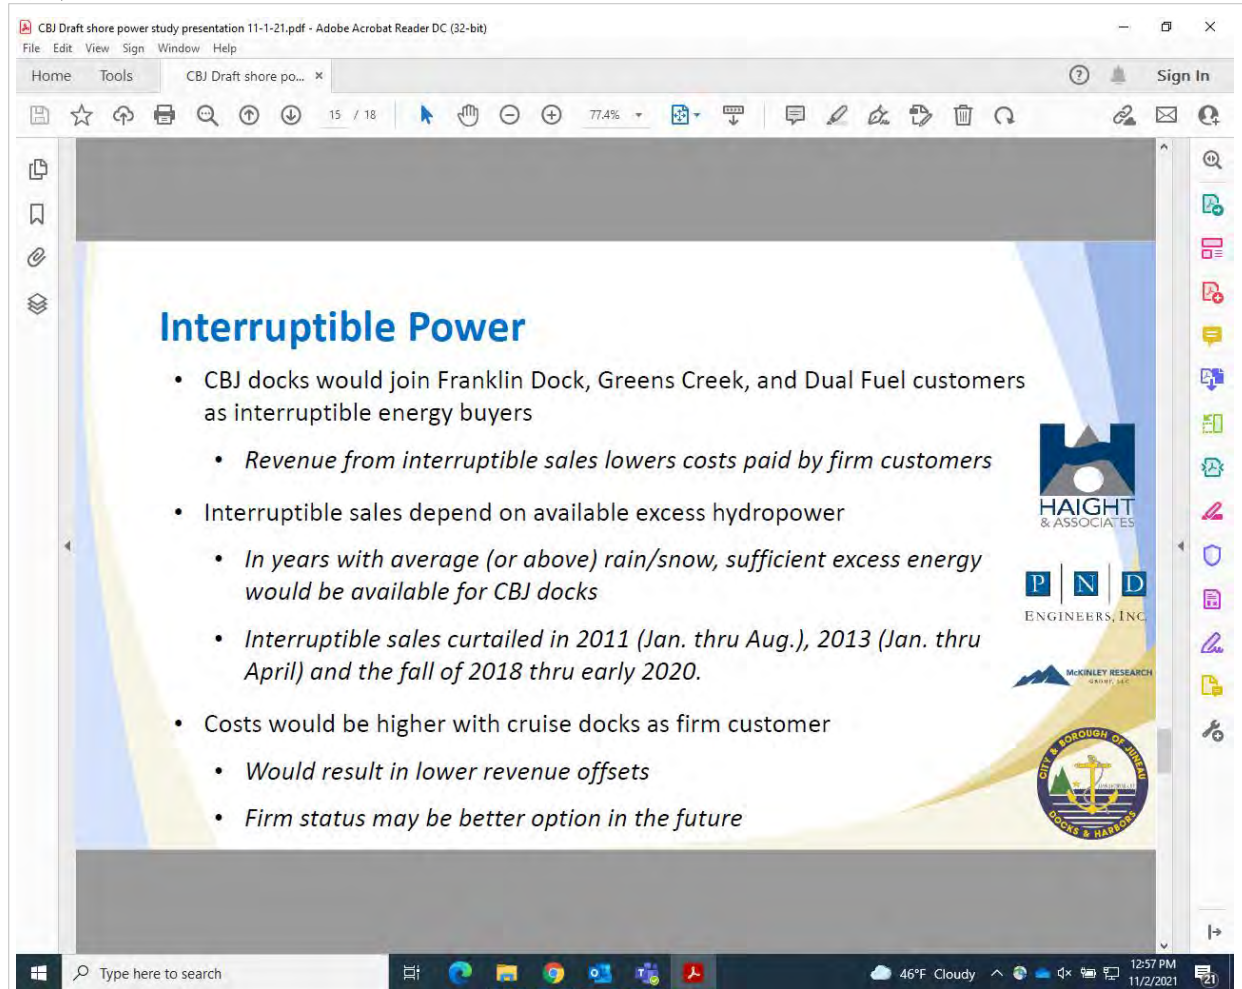 CBJ Draft shore power study presentation 11-1-21.pdf - Adobe Acrobat Reader DC (32-bit)
File Edit View Sign Window Help
Home Tools CBJ Draft shore po... × Sign In
15 / 18 77.4%
Interruptible Power
• CBJ docks would join Franklin Dock, Greens Creek, and Dual Fuel customers
as interruptible energy buyers
• Revenue from interruptible sales lowers costs paid by firm customers
• Interruptible sales depend on available excess hydropower
• In years with average (or above) rain/snow, sufficient excess energy
would be available for CBJ docks
• Interruptible sales curtailed in 2011 (Jan. thru Aug.), 2013 (Jan. thru
April) and the fall of 2018 thru early 2020.
• Costs would be higher with cruise docks as firm customer
• Would result in lower revenue offsets
• Firm status may be better option in the future
HAIGHT
& ASSOCIATES
P N D
ENGINEERS, INC
McKINLEY RESEARCH
GROUP, LLC
CITY & BOROUGH OF JUNEAU
DOCKS & HARBORS
Type here to search
46°F Cloudy
12:57 PM
11/2/2021
21